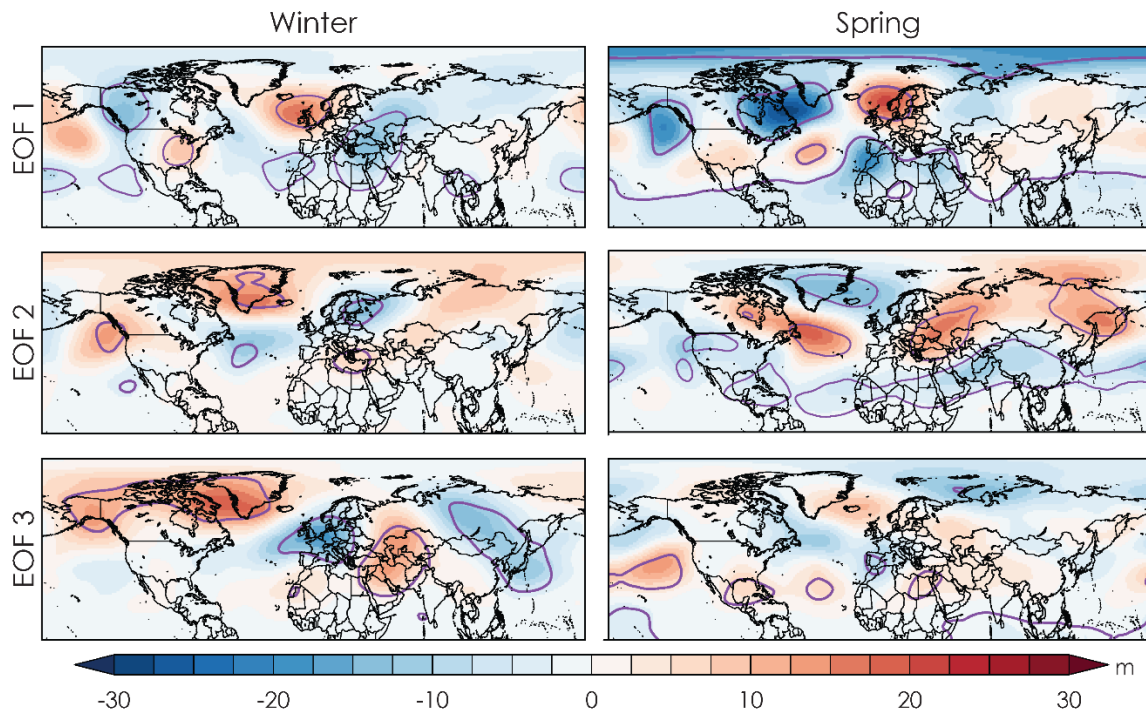 Winter Spring
EOF 1
EOF 2
EOF 3
-30 -20 -10 0 10 20 30 m